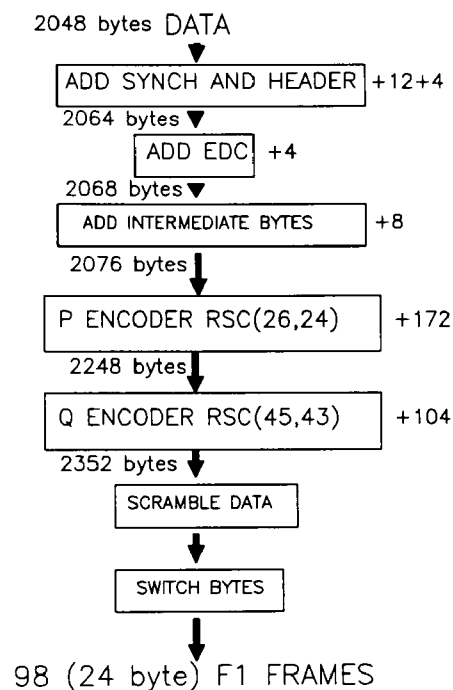 2048 bytes DATA
ADD SYNCH AND HEADER +12+4
2064 bytes
ADD EDC +4
2068 bytes
ADD INTERMEDIATE BYTES +8
2076 bytes
P ENCODER RSC(26,24) +172
2248 bytes
Q ENCODER RSC(45,43) +104
2352 bytes
SCRAMBLE DATA
SWITCH BYTES
98 (24 byte) F1 FRAMES